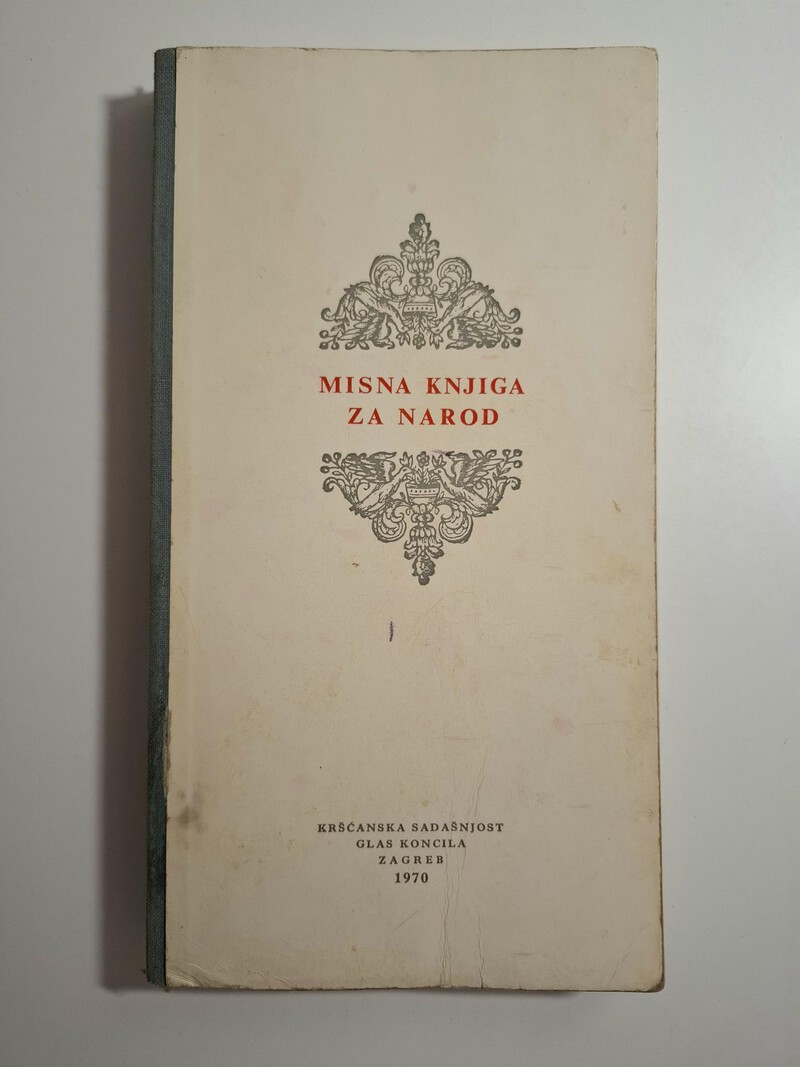 MISNA KNJIGA
ZA NAROD
KRŠĆANSKA SADAŠNJOST
GLAS KONCILA
ZAGREB
1970